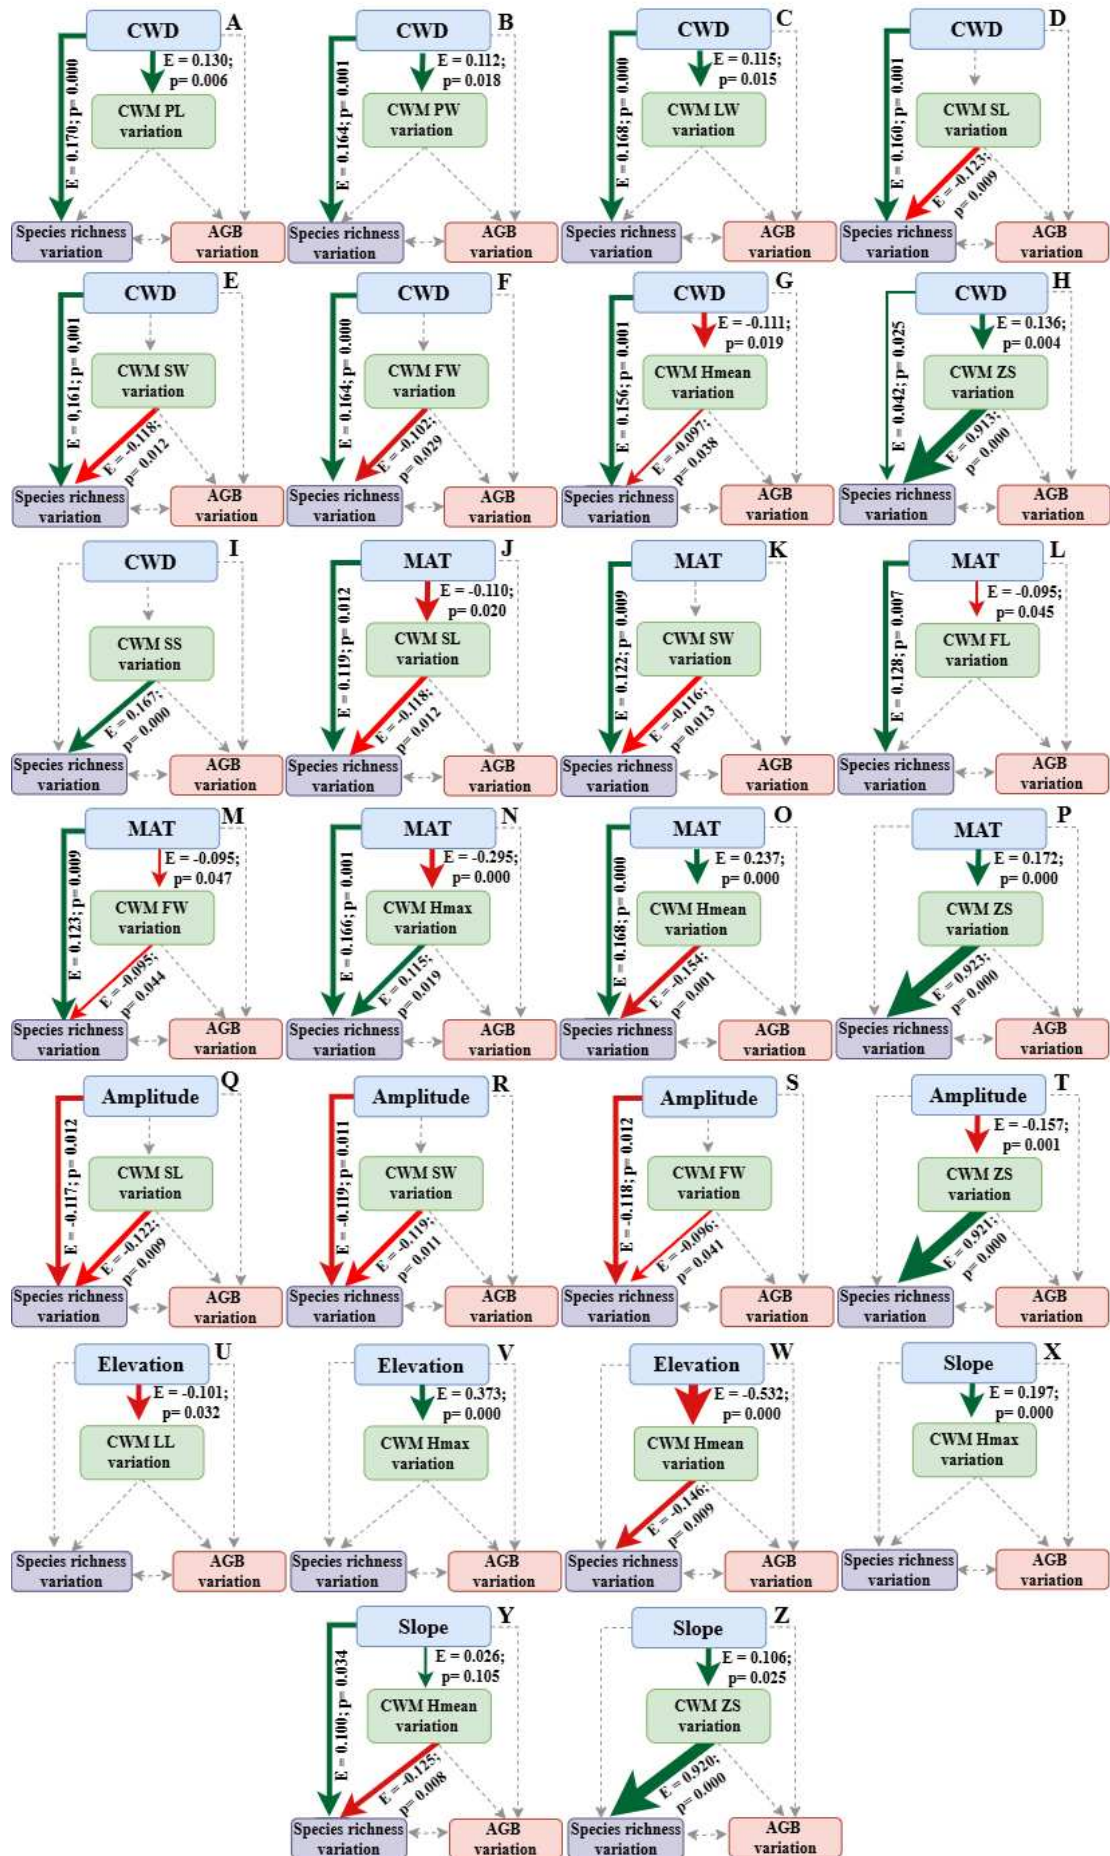 A
CWD
E = 0.130;
p= 0.006
E = 0.170; p= 0.000
CWM PL
variation
Species richness
variation
AGB
variation
B
CWD
E = 0.112;
p= 0.018
E = 0.164; p= 0.001
CWM PW
variation
Species richness
variation
AGB
variation
C
CWD
E = 0.115;
p= 0.015
E = 0.168; p= 0.000
CWM LW
variation
Species richness
variation
AGB
variation
D
CWD
E = 0.160; p= 0.001
CWM SL
variation
E = -0.123;
p= 0.009
Species richness
variation
AGB
variation
E
CWD
E = 0,161; p= 0,001
CWM SW
variation
E = -0.118;
p= 0.012
Species richness
variation
AGB
variation
F
CWD
E = 0.164; p= 0.000
CWM FW
variation
E = -0.102;
p= 0.029
Species richness
variation
AGB
variation
G
CWD
E = -0.111;
p= 0.019
E = 0.156; p= 0.001
CWM Hmean
variation
E = -0.097;
p= 0.038
Species richness
variation
AGB
variation
H
CWD
E = 0.136;
p= 0.004
E = 0.042; p= 0.025
CWM ZS
variation
E = 0.913;
p= 0.000
Species richness
variation
AGB
variation
I
CWD
CWM SS
variation
E = 0.167;
p= 0.000
Species richness
variation
AGB
variation
J
MAT
E = -0.110;
p= 0.020
E = 0.119; p= 0.012
CWM SL
variation
E = -0.118;
p= 0.012
Species richness
variation
AGB
variation
K
MAT
E = 0.122; p= 0.009
CWM SW
variation
E = -0.116;
p= 0.013
Species richness
variation
AGB
variation
L
MAT
E = -0.095;
p= 0.045
E = 0.128; p= 0.007
CWM FL
variation
Species richness
variation
AGB
variation
M
MAT
E = -0.095;
p= 0.047
E = 0.123; p= 0.009
CWM FW
variation
E = -0.095;
p= 0.044
Species richness
variation
AGB
variation
N
MAT
E = -0.295;
p= 0.000
E = 0.166; p= 0.001
CWM Hmax
variation
E = 0.115;
p= 0.019
Species richness
variation
AGB
variation
O
MAT
E = 0.237;
p= 0.000
E = 0.168; p= 0.000
CWM Hmean
variation
E = -0.154;
p= 0.001
Species richness
variation
AGB
variation
P
MAT
E = 0.172;
p= 0.000
CWM ZS
variation
E = 0.923;
p= 0.000
Species richness
variation
AGB
variation
Q
Amplitude
E = -0.117; p= 0.012
CWM SL
variation
E = -0.122;
p= 0.009
Species richness
variation
AGB
variation
R
Amplitude
E = -0.119; p= 0.011
CWM SW
variation
E = -0.119;
p= 0.011
Species richness
variation
AGB
variation
S
Amplitude
E = -0.118; p= 0.012
CWM FW
variation
E = -0.096;
p= 0.041
Species richness
variation
AGB
variation
T
Amplitude
E = -0.157;
p= 0.001
CWM ZS
variation
E = 0.921;
p= 0.000
Species richness
variation
AGB
variation
U
Elevation
E = -0.101;
p= 0.032
CWM LL
variation
Species richness
variation
AGB
variation
V
Elevation
E = 0.373;
p= 0.000
CWM Hmax
variation
Species richness
variation
AGB
variation
W
Elevation
E = -0.532;
p= 0.000
CWM Hmean
variation
E = -0.146;
p= 0.009
Species richness
variation
AGB
variation
X
Slope
E = 0.197;
p= 0.000
CWM Hmax
variation
Species richness
variation
AGB
variation
Y
Slope
E = 0.026;
p= 0.105
E = 0.100; p= 0.034
CWM Hmean
variation
E = -0.125;
p= 0.008
Species richness
variation
AGB
variation
Z
Slope
E = 0.106;
p= 0.025
CWM ZS
variation
E = 0.920;
p= 0.000
Species richness
variation
AGB
variation